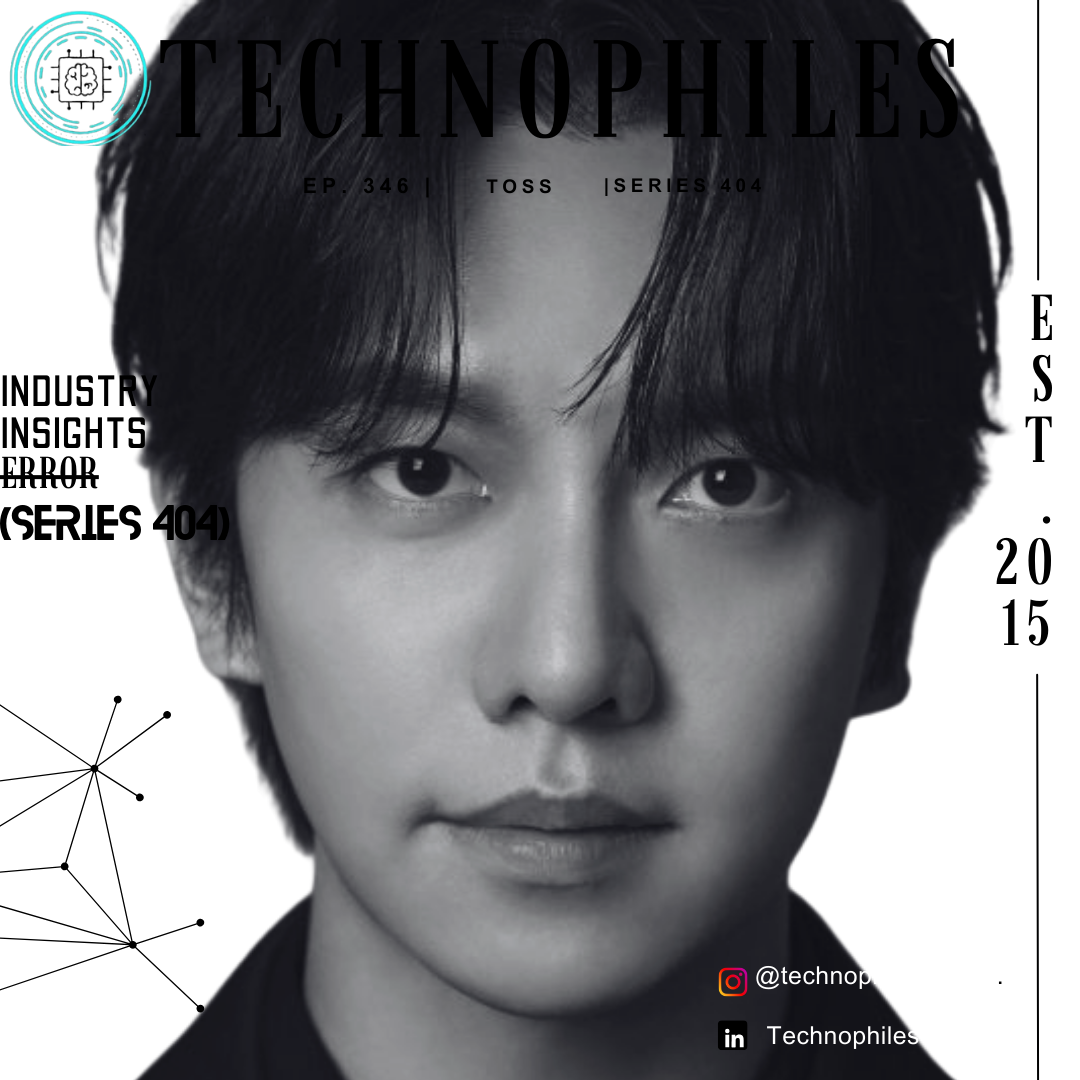 TECHNOPHILES
EP. 346 | TOSS |SERIES 404
INDUSTRY
INSIGHTS
ERROR
(SERIES 404)
E
S
T
.
20
15
@technop
Technophiles